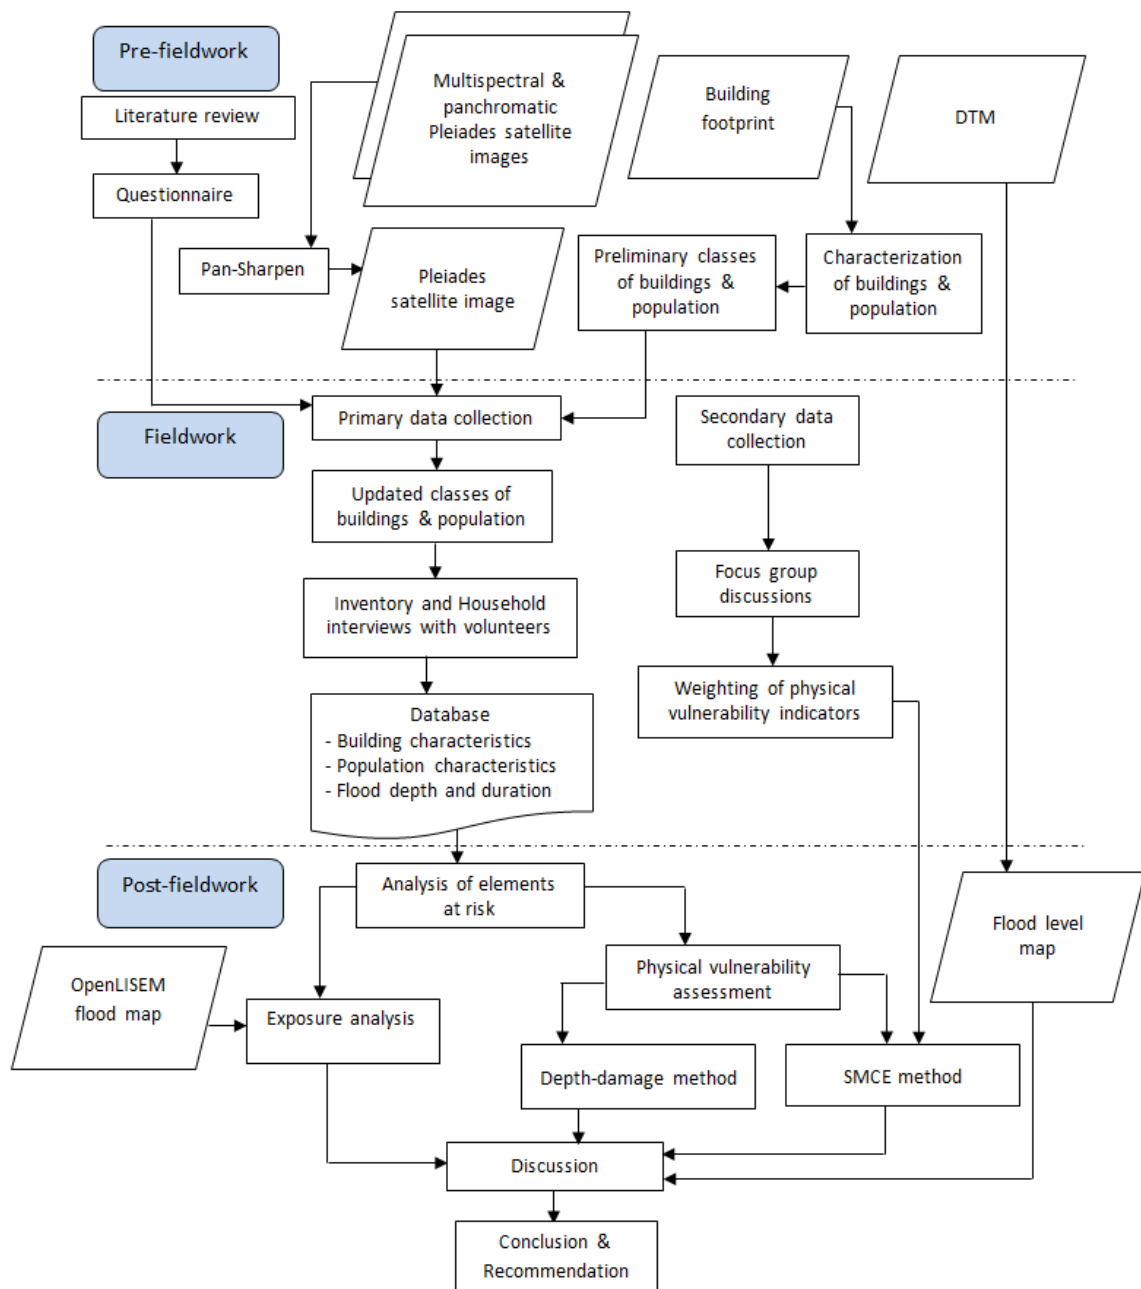 Pre-fieldwork
Literature review
Questionnaire
Multispectral &
panchromatic
Pleiades satellite
images
Building
footprint
DTM
Pan-Sharpen
Pleiades
satellite image
Preliminary classes
of buildings &
population
Characterization
of buildings &
population
Fieldwork
Primary data collection
Secondary data
collection
Updated classes of
buildings & population
Focus group
discussions
Inventory and Household
interviews with volunteers
Weighting of physical
vulnerability indicators
Database
- Building characteristics
- Population characteristics
- Flood depth and duration
Post-fieldwork
Analysis of elements
at risk
Flood level
map
Physical vulnerability
assessment
OpenLISEM
flood map
Exposure analysis
Depth-damage method
SMCE method
Discussion
Conclusion &
Recommendation